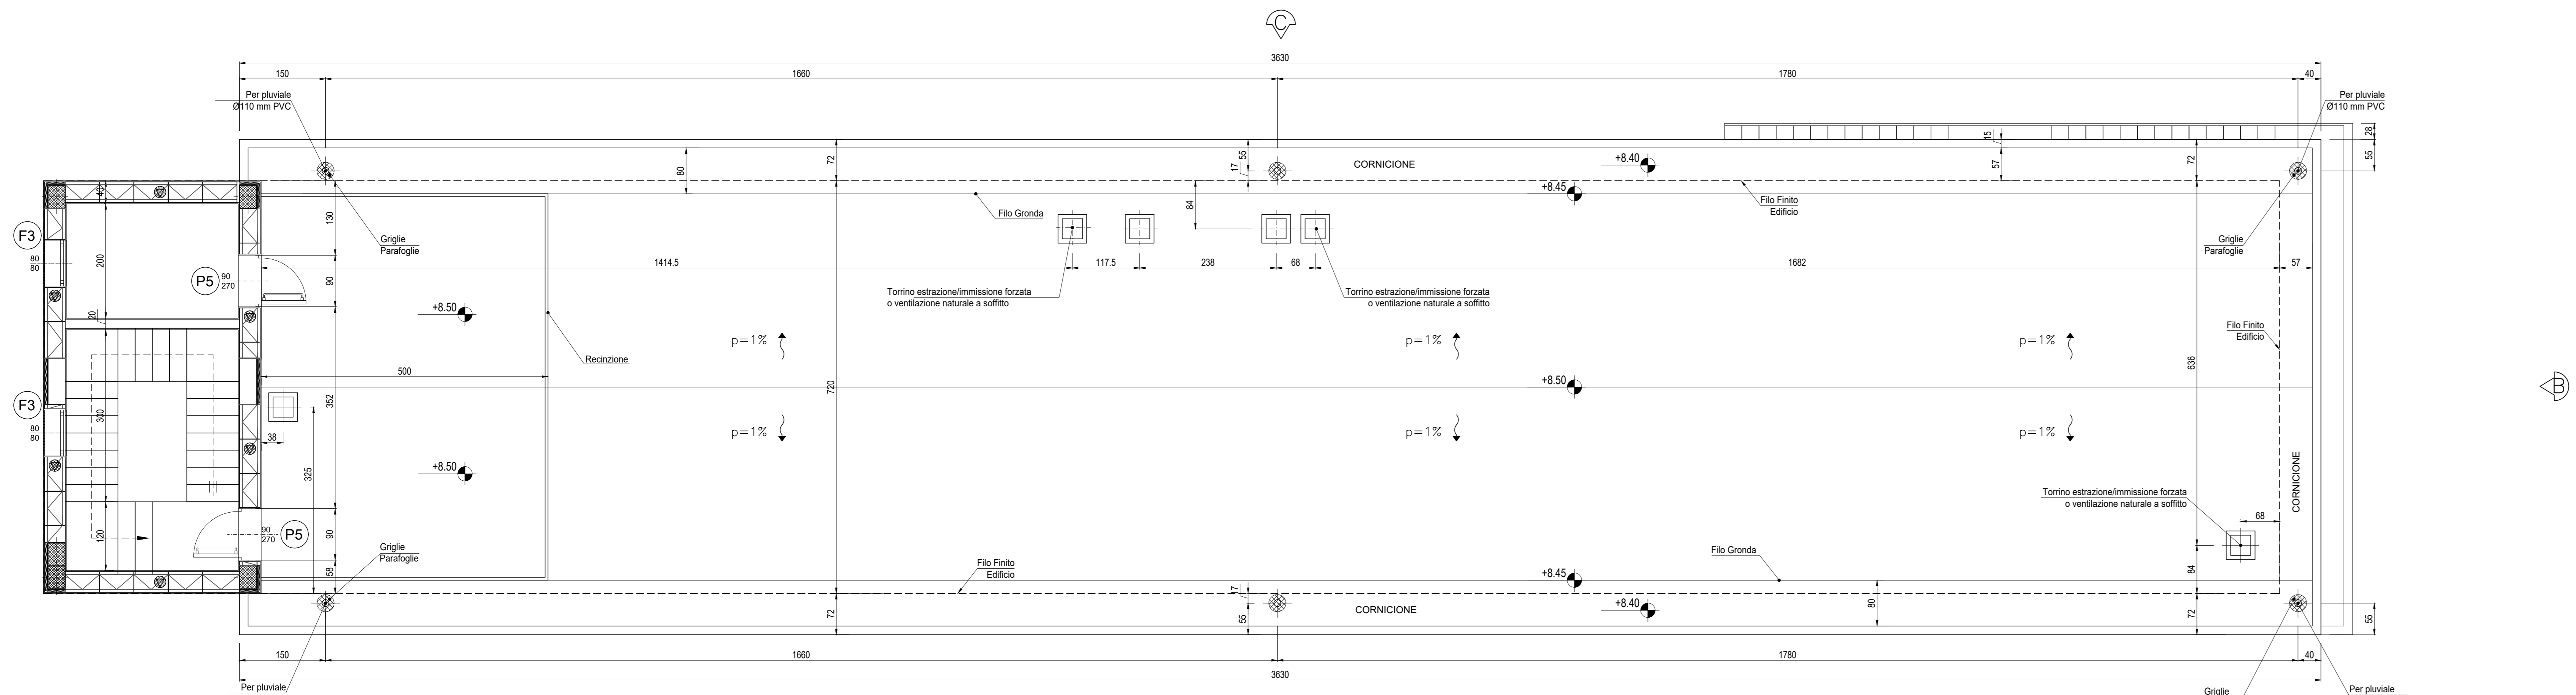 C
3630
150
1660
1780
40
Per pluviale
Ø110 mm PVC
Per pluviale
Ø110 mm PVC
28
55
72
15
57
72
55
17
80
CORNICIONE
+8.40
+8.45
Filo Gronda
Filo Finito
Edificio
84
Griglie
Parafoglie
Griglie
Parafoglie
F3
80
80
40
200
20
P5
90
270
130
90
1414.5
117.5
238
68
1682
57
Torrino estrazione/immissione forzata
o ventilazione naturale a soffitto
Torrino estrazione/immissione forzata
o ventilazione naturale a soffitto
+8.50
Recinzione
p=1%
p=1%
p=1%
Filo Finito
Edificio
636
500
720
+8.50
B
F3
80
80
300
352
38
325
p=1%
p=1%
p=1%
+8.50
CORNICIONE
Torrino estrazione/immissione forzata
o ventilazione naturale a soffitto
68
84
120
90
270
P5
90
58
Griglie
Parafoglie
Filo Finito
Edificio
Filo Gronda
+8.45
17
55
72
CORNICIONE
+8.40
80
72
55
150
1660
1780
40
3630
Per pluviale
Griglie
Per pluviale